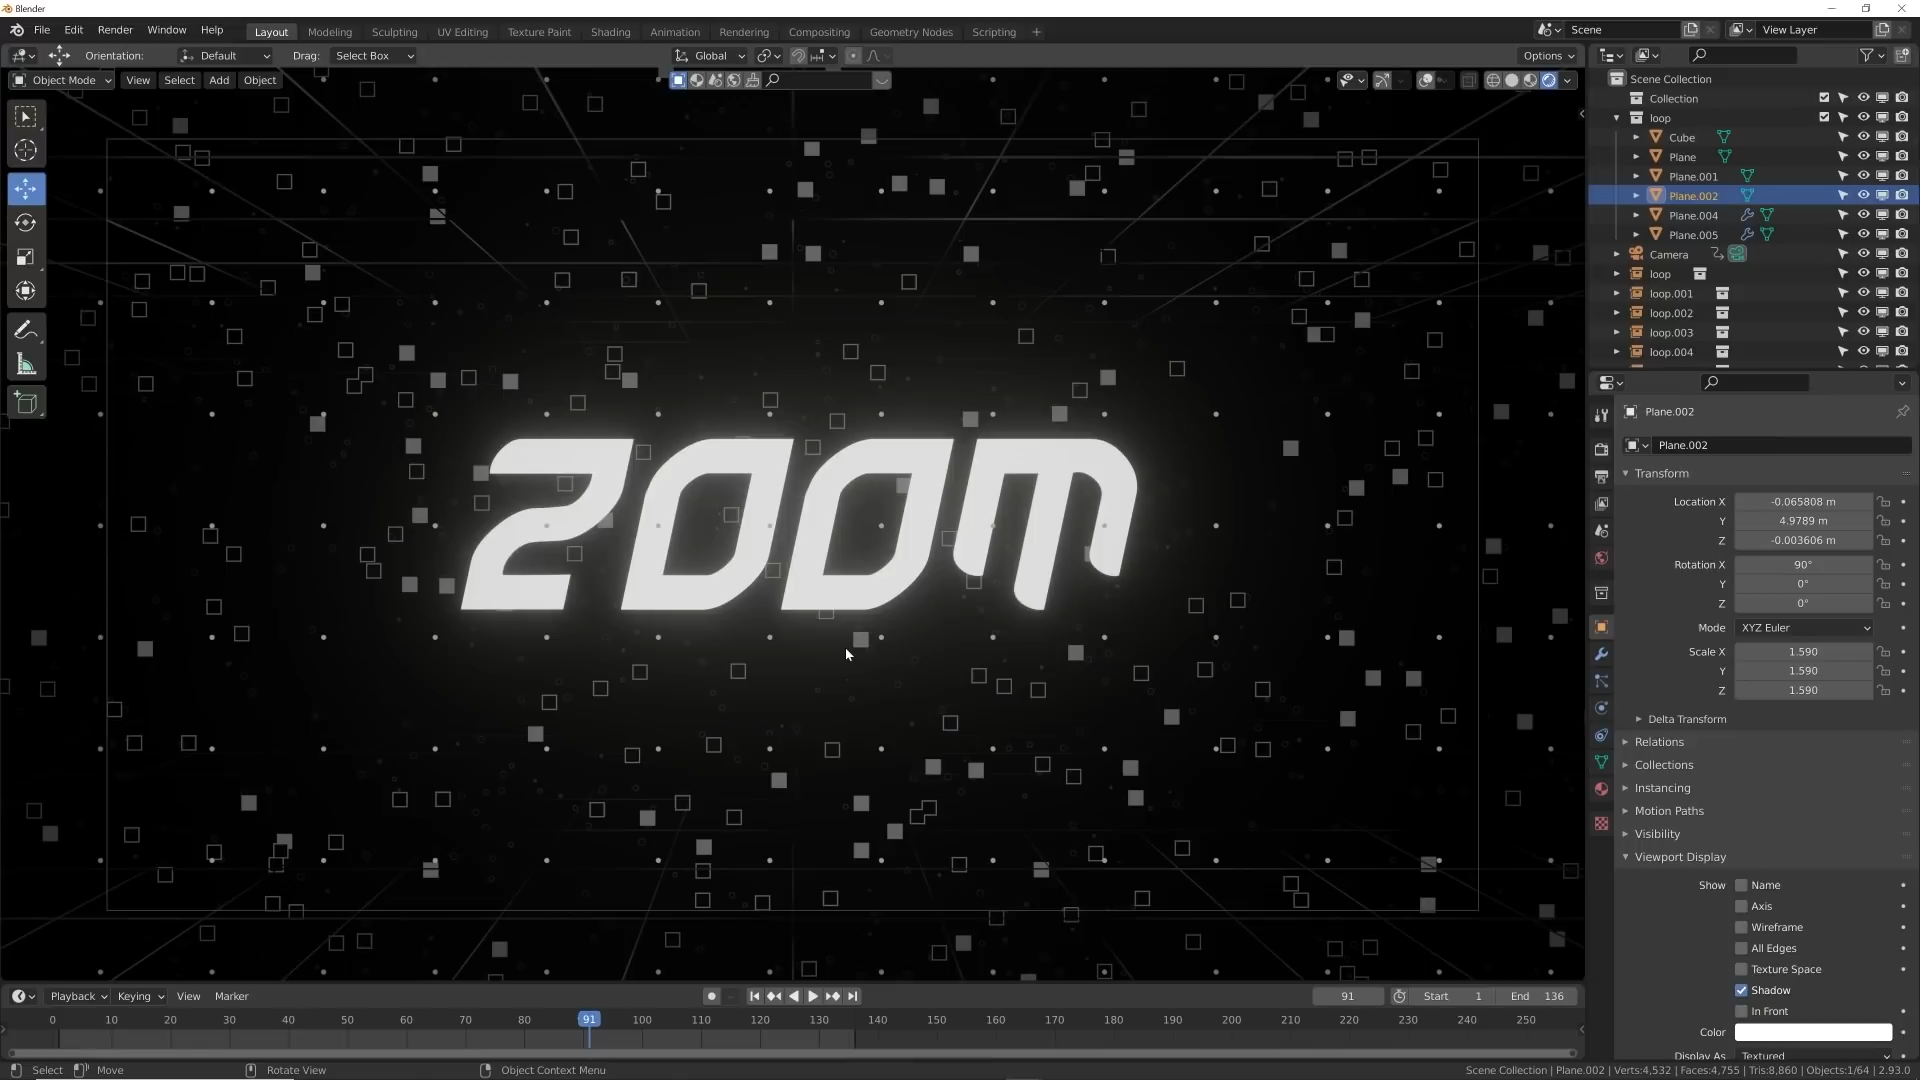 Blender
File Edit Render Window Help Layout Modeling Sculpting UV Editing Texture Paint Shading Animation Rendering Compositing Geometry Nodes Scripting + Scene View Layer
Orientation: Default Drag: Select Box Global Options
Object Mode View Select Add Object
Scene Collection
Collection
loop
Cube
Plane
Plane.001
Plane.002
Plane.004
Plane.005
Camera
loop
loop.001
loop.002
loop.003
loop.004
ZOOM
Plane.002
Plane.002
Transform
Location X -0.065808 m
Y 4.9789 m
Z -0.003606 m
Rotation X 90°
Y 0°
Z 0°
Mode XYZ Euler
Scale X 1.590
Y 1.590
Z 1.590
Delta Transform
Relations
Collections
Instancing
Motion Paths
Visibility
Viewport Display
Show Name
Axis
Wireframe
All Edges
Texture Space
Shadow
In Front
Color
Display As Textured
Playback Keying View Marker 91 Start 1 End 136
0 10 20 30 40 50 60 70 80 91 100 110 120 130 140 150 160 170 180 190 200 210 220 230 240 250
Select Move Rotate View Object Context Menu Scene Collection | Plane.002 | Verts:4,532 | Faces:4,755 | Tris:8,860 | Objects:1/64 | 2.93.0